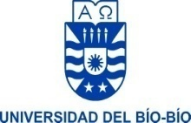 Α Ω
UNIVERSIDAD DEL BÍO-BÍO